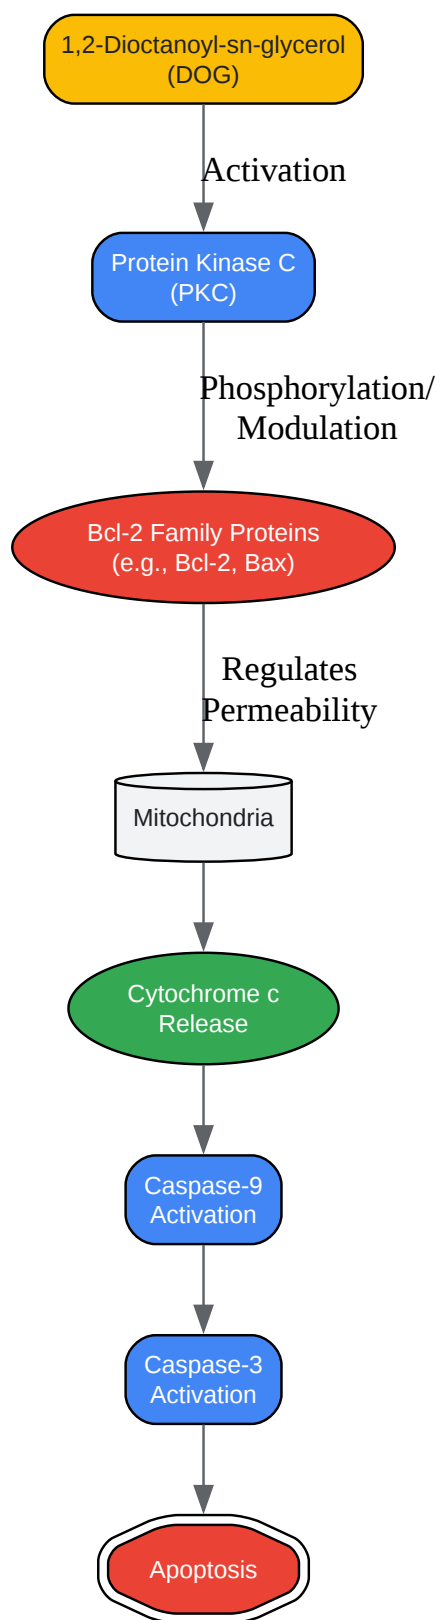 1,2-Dioctanoyl-sn-glycerol
(DOG)
Activation
Protein Kinase C
(PKC)
Phosphorylation/
Modulation
Bcl-2 Family Proteins
(e.g., Bcl-2, Bax)
Regulates
Permeability
Mitochondria
Cytochrome c
Release
Caspase-9
Activation
Caspase-3
Activation
Apoptosis